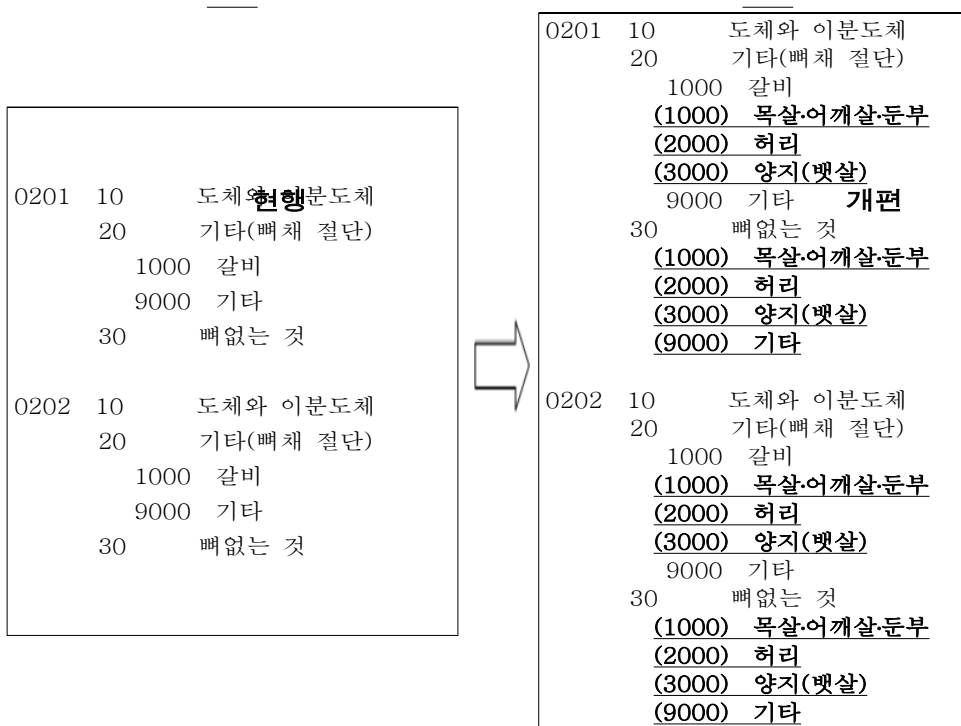 현행
0201 10 도체와 이분도체
20 기타(뼈채 절단)
1000 갈비
9000 기타
30 뼈없는 것
0202 10 도체와 이분도체
20 기타(뼈채 절단)
1000 갈비
9000 기타
30 뼈없는 것
개편
0201 10 도체와 이분도체
20 기타(뼈채 절단)
1000 갈비
(1000) 목살·어깨살·둔부
(2000) 허리
(3000) 양지(뱃살)
9000 기타
30 뼈없는 것
(1000) 목살·어깨살·둔부
(2000) 허리
(3000) 양지(뱃살)
(9000) 기타
0202 10 도체와 이분도체
20 기타(뼈채 절단)
1000 갈비
(1000) 목살·어깨살·둔부
(2000) 허리
(3000) 양지(뱃살)
9000 기타
30 뼈없는 것
(1000) 목살·어깨살·둔부
(2000) 허리
(3000) 양지(뱃살)
(9000) 기타